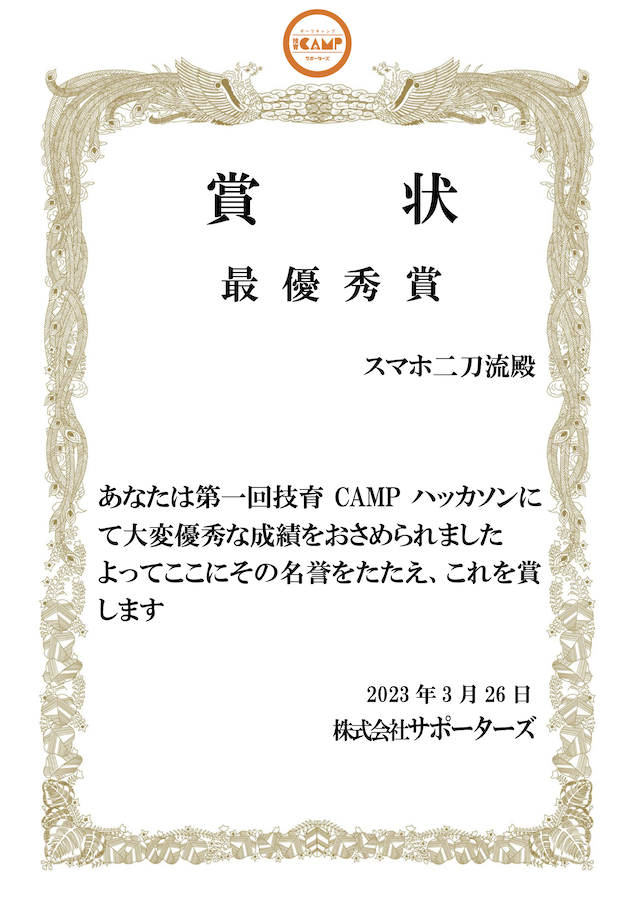 ギークキャンプ
技育CAMP
サポーターズ
賞 状
最優秀賞
スマホ二刀流殿
あなたは第一回技育 CAMP ハッカソンに
て大変優秀な成績をおさめられました
よってここにその名誉をたたえ、これを賞
します
2023 年 3 月 26 日
株式会社サポーターズ